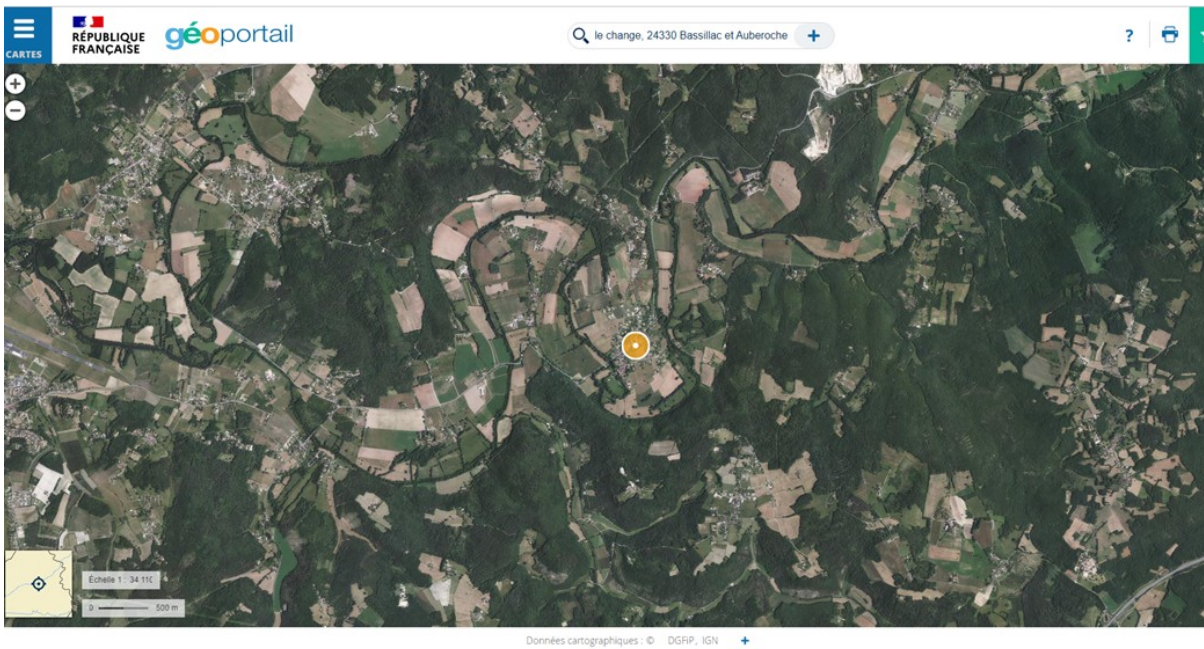 CARTES
RÉPUBLIQUE
FRANÇAISE
géoportail
le change, 24330 Bassillac et Auberoche
+
?
+
−
Échelle 1 : 34 110
0 500 m
Données cartographiques : © DGFiP, IGN +